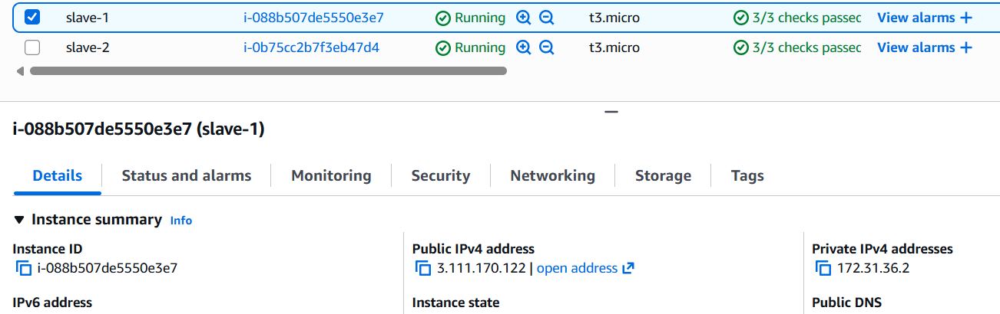 slave-1 i-088b507de5550e3e7 Running t3.micro 3/3 checks passec View alarms +
slave-2 i-0b75cc2b7f3eb47d4 Running t3.micro 3/3 checks passec View alarms +
i-088b507de5550e3e7 (slave-1)
Details Status and alarms Monitoring Security Networking Storage Tags
Instance summary Info
Instance ID Public IPv4 address Private IPv4 addresses
i-088b507de5550e3e7 3.111.170.122 | open address 172.31.36.2
IPv6 address Instance state Public DNS